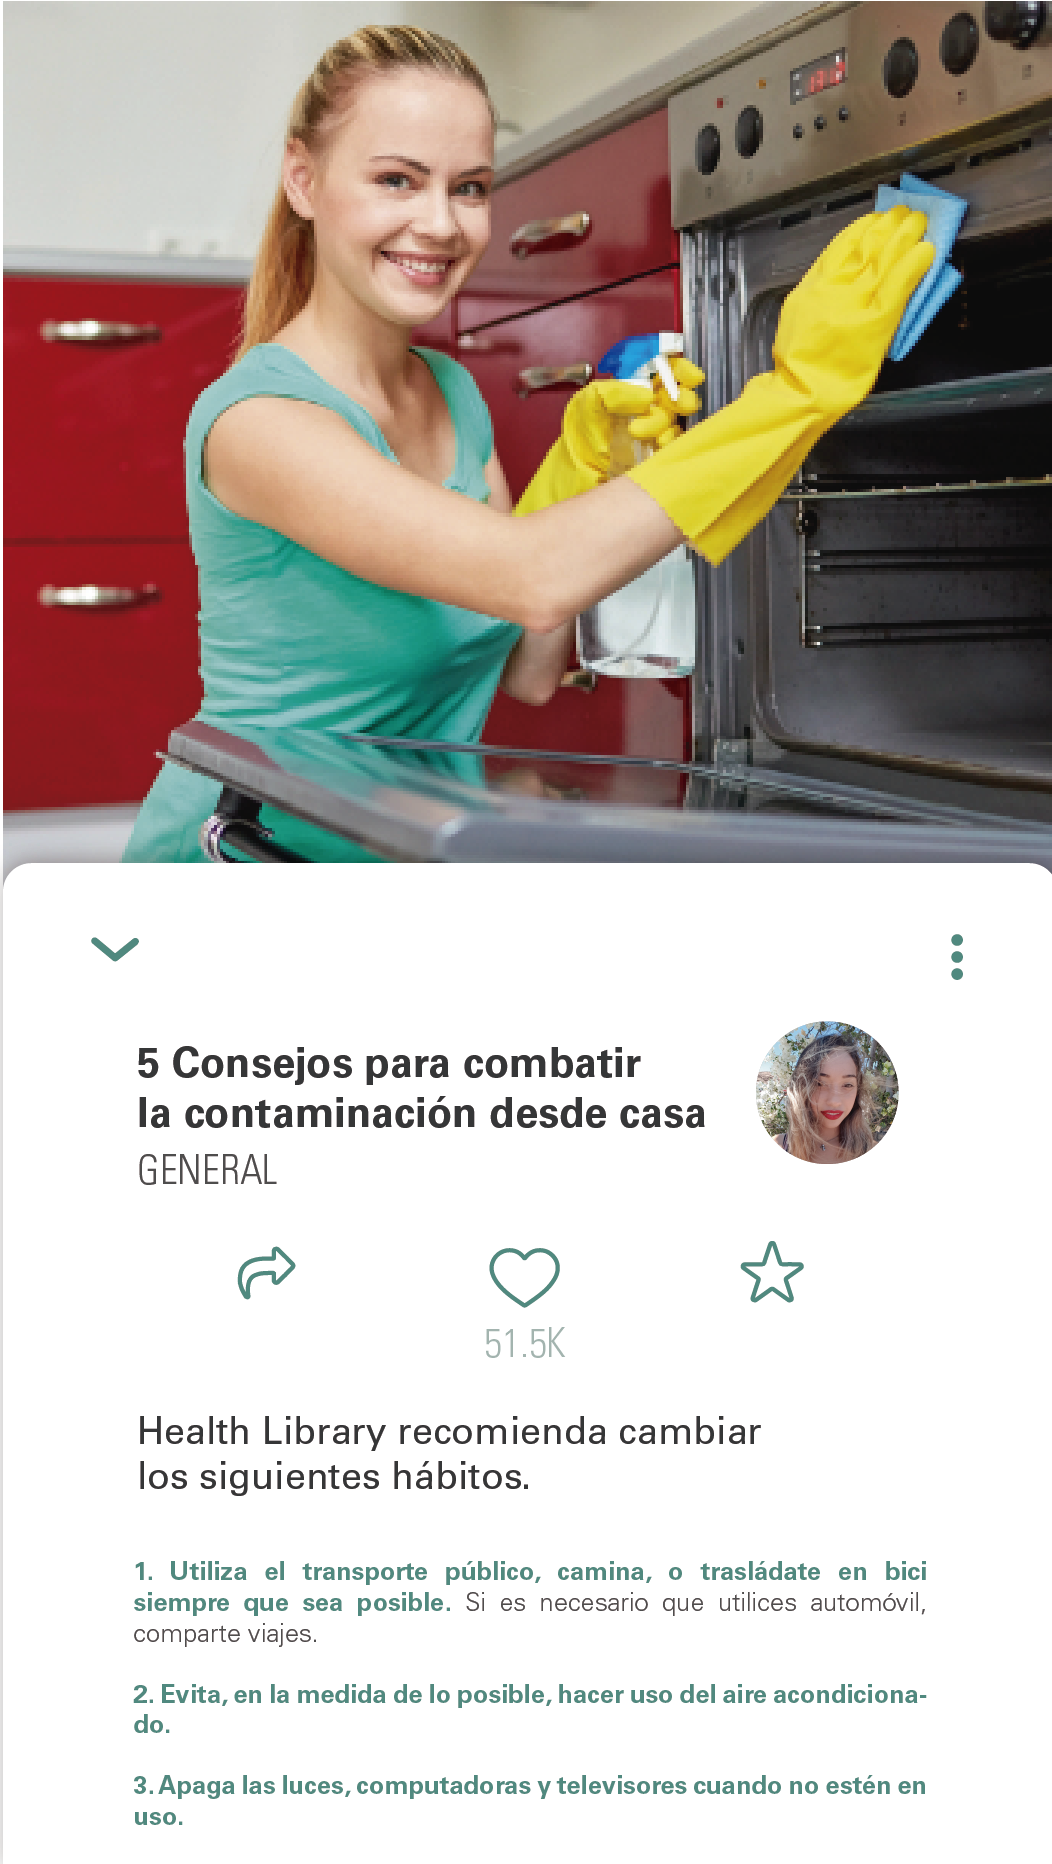 5 Consejos para combatir
la contaminación desde casa
GENERAL
51.5K
Health Library recomienda cambiar
los siguientes hábitos.
1. Utiliza el transporte público, camina, o trasládate en bici
siempre que sea posible. Si es necesario que utilices automóvil,
comparte viajes.
2. Evita, en la medida de lo posible, hacer uso del aire acondiciona-
do.
3. Apaga las luces, computadoras y televisores cuando no estén en
uso.